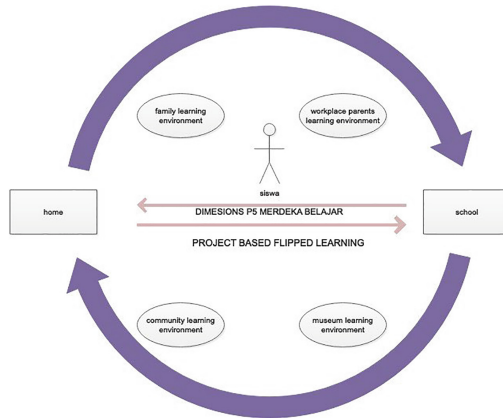 family learning
environment
workplace parents
learning environment
siswa
home
DIMESIONS P5 MERDEKA BELAJAR
school
PROJECT BASED FLIPPED LEARNING
community learning
environment
museum learning
environment